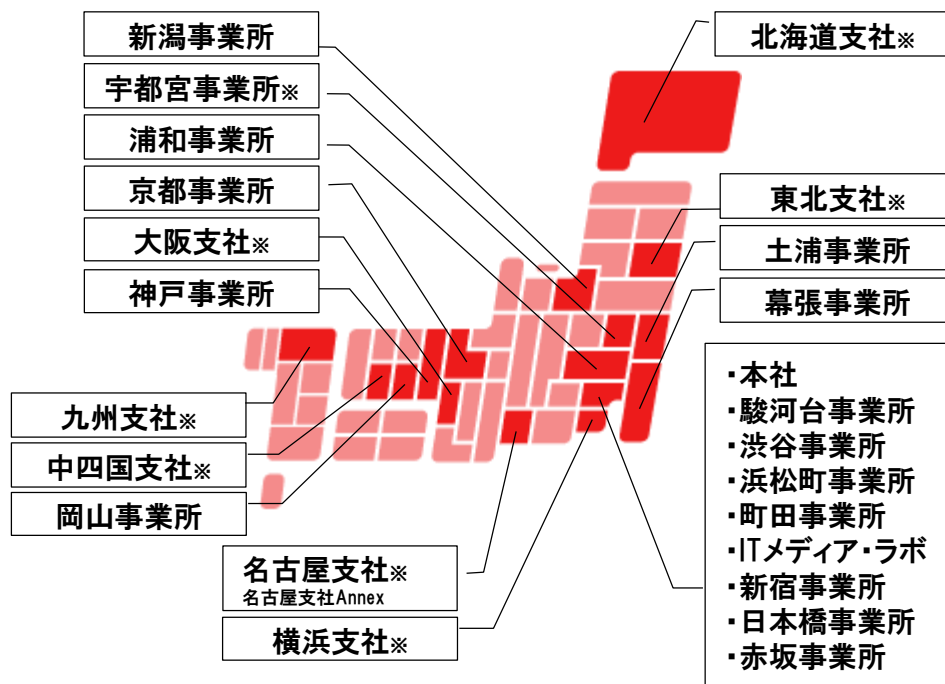 新潟事業所
宇都宮事業所※
浦和事業所
京都事業所
大阪支社※
神戸事業所
北海道支社※
東北支社※
土浦事業所
幕張事業所
九州支社※
中四国支社※
岡山事業所
名古屋支社※
名古屋支社Annex
横浜支社※
・本社
・駿河台事業所
・渋谷事業所
・浜松町事業所
・町田事業所
・ITメディア・ラボ
・新宿事業所
・日本橋事業所
・赤坂事業所